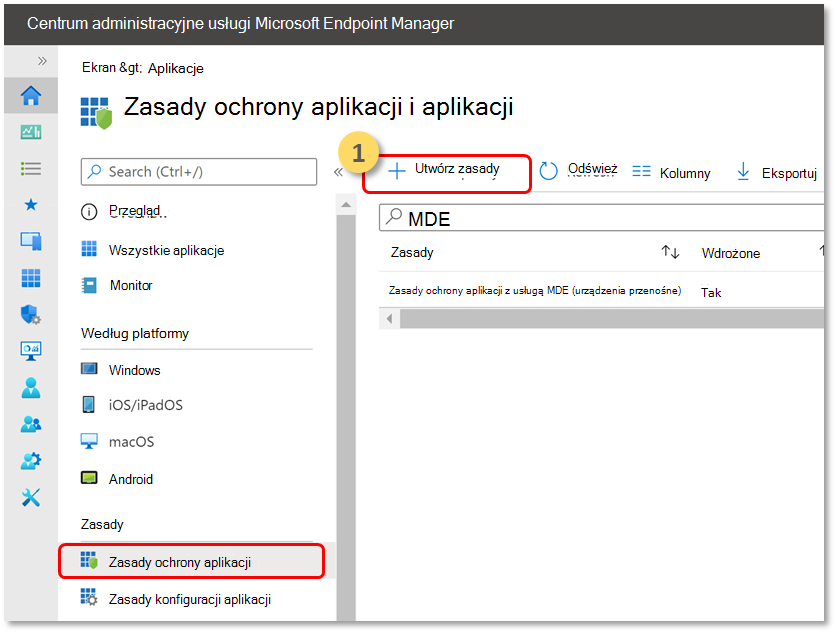 Centrum administracyjne usługi Microsoft Endpoint Manager
Ekran &gt; Aplikacje
Zasady ochrony aplikacji i aplikacji
Search (Ctrl+/)
Przegląd
Wszystkie aplikacje
Monitor
Według platformy
Windows
iOS/iPadOS
macOS
Android
Zasady
Zasady ochrony aplikacji
Zasady konfiguracji aplikacji
1
Utwórz zasady
Odśwież
Kolumny
Eksportuj
MDE
Zasady
Wdrożone
Zasady ochrony aplikacji z usługą MDE (urządzenia przenośne)
Tak